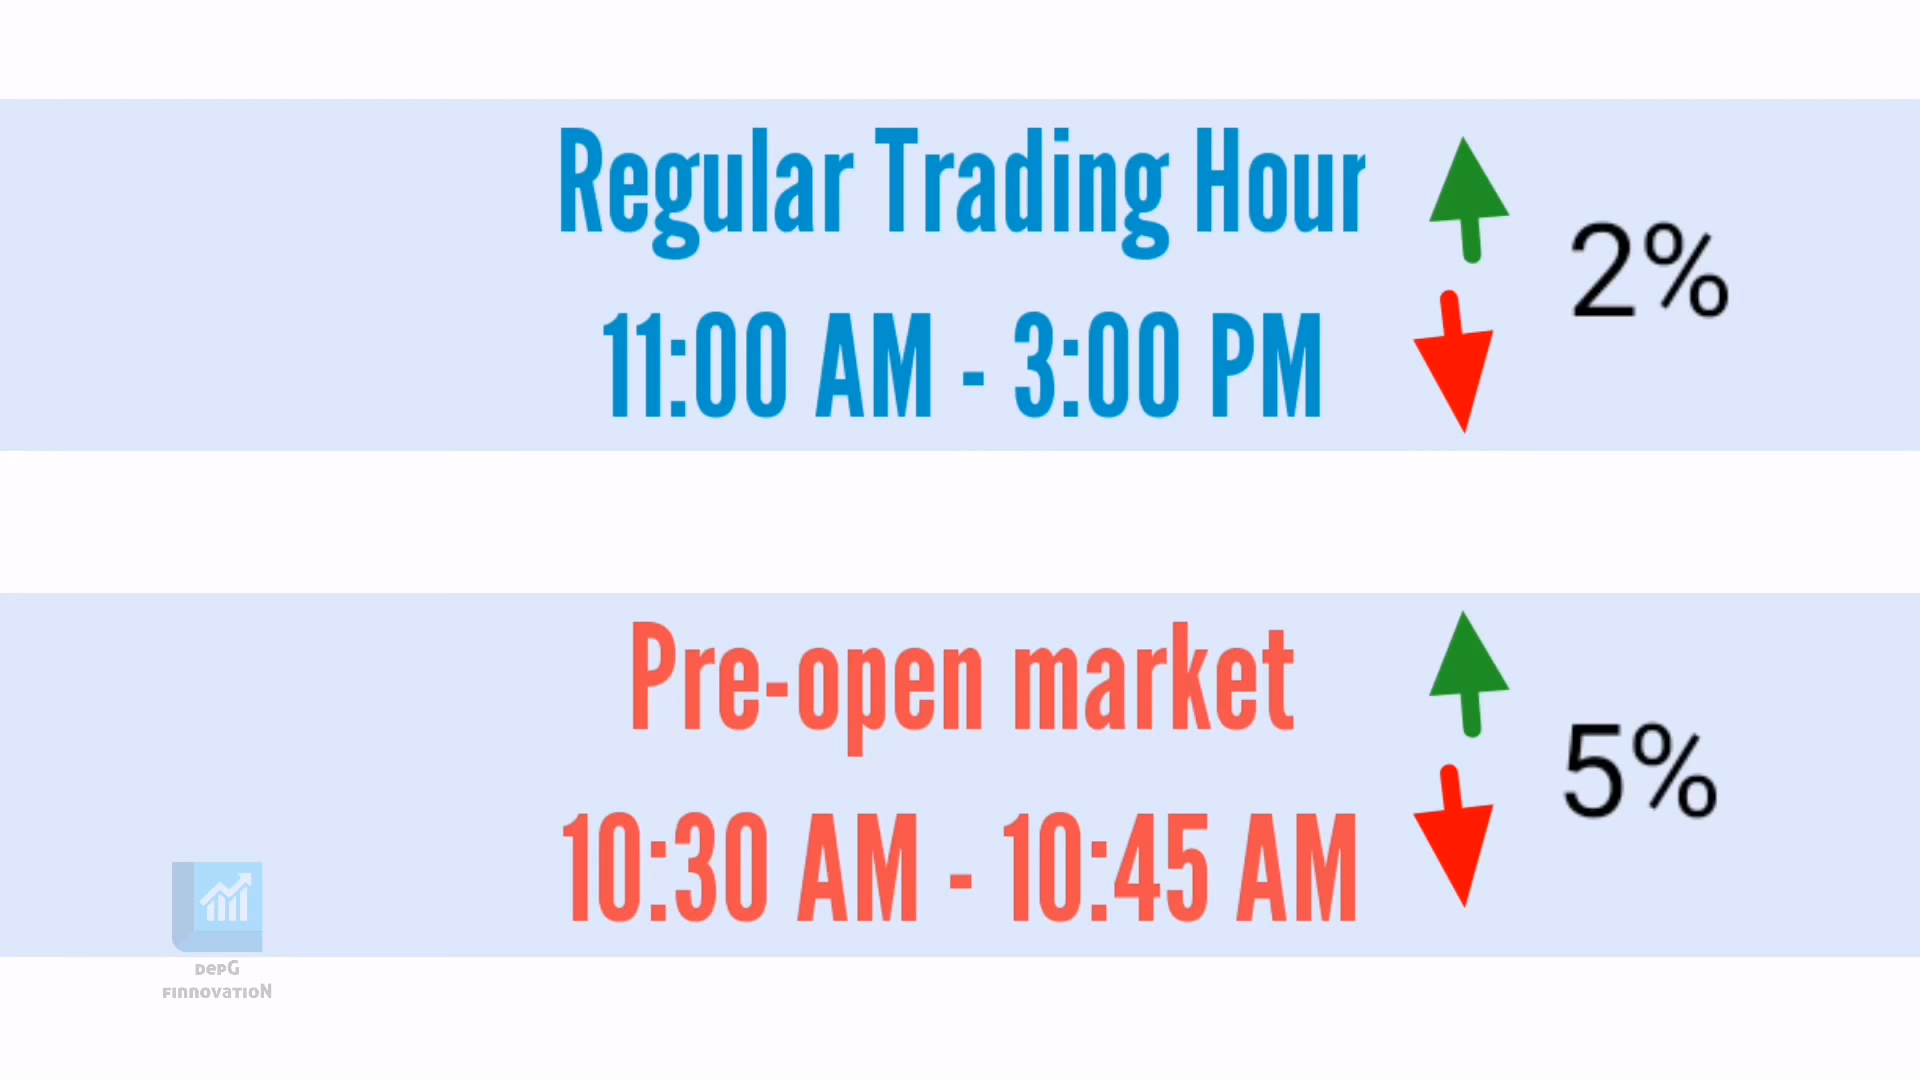 Regular Trading Hour
11:00 AM - 3:00 PM
2%
Pre-open market
10:30 AM - 10:45 AM
5%
DepG
FINNOVATION